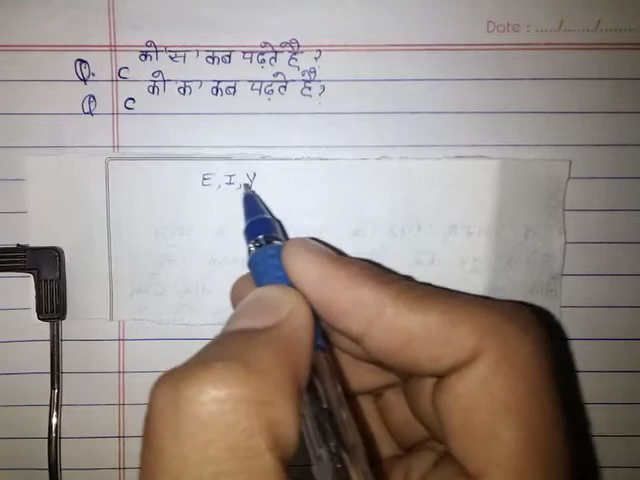 Date : ...../....../......
Q. C को 'स' कब पढ़ते है ?
Q C को क' कब पढ़ते है?
E, I, Y